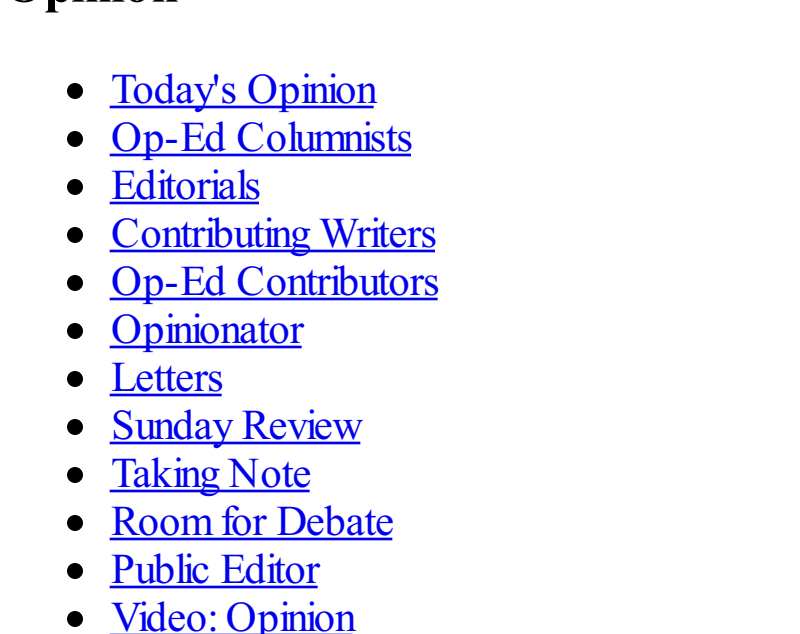 Opinion
Today's Opinion
Op-Ed Columnists
Editorials
Contributing Writers
Op-Ed Contributors
Opinionator
Letters
Sunday Review
Taking Note
Room for Debate
Public Editor
Video: Opinion